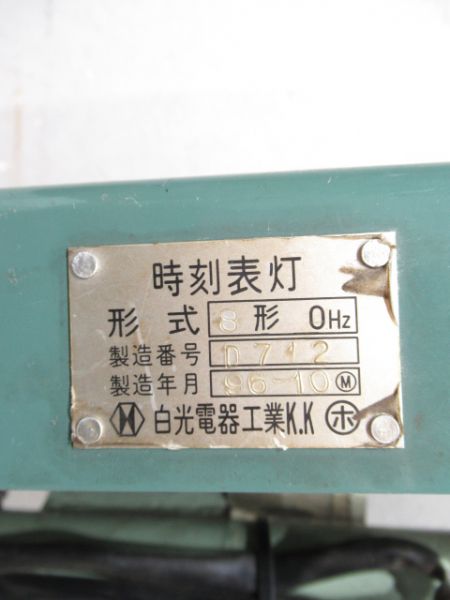 時刻表灯
形式 8形 0Hz
製造番号 D712
製造年月 96-10 Ⓜ
白光電器工業K.K ㋭